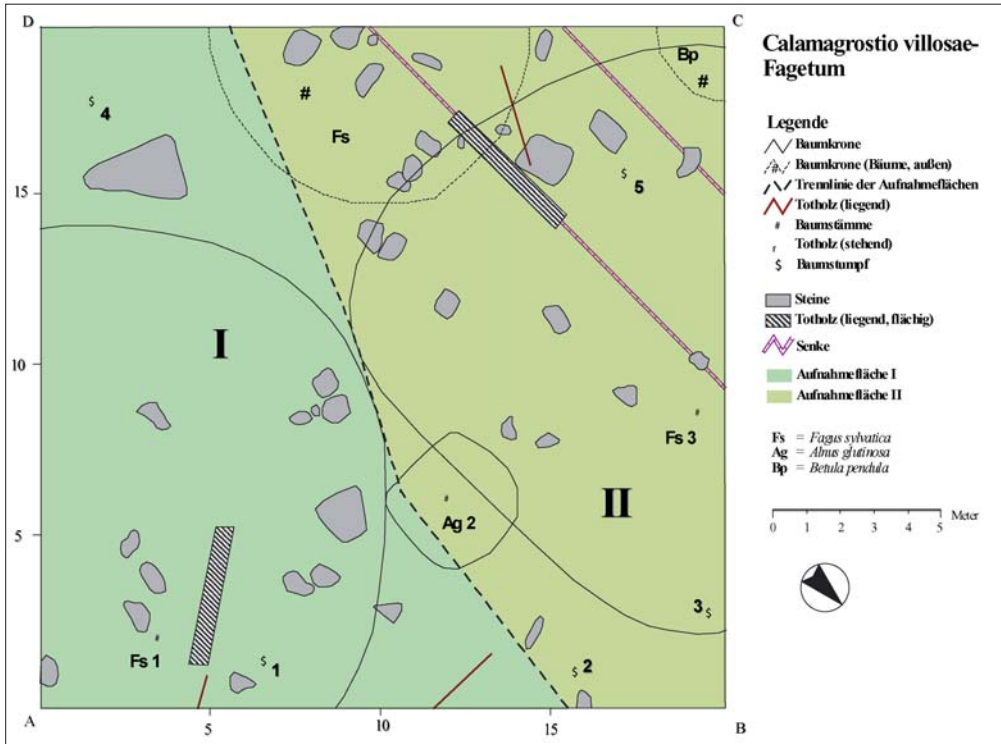 D
C
Bp
#
#
Fs
$ 4
$ 5
15
I
10
Fs 3
II
Ag 2
5
3 $
Fs 1
$ 1
$ 2
A
5
10
15
B
Calamagrostio villosae-
Fagetum
Legende
Baumkrone
# Baumkrone (Bäume, außen)
Trennlinie der Aufnahmeflächen
Totholz (liegend)
# Baumstämme
r Totholz (stehend)
$ Baumstumpf
Steine
Totholz (liegend, flächig)
Senke
Aufnahmefläche I
Aufnahmefläche II
Fs = Fagus sylvatica
Ag = Alnus glutinosa
Bp = Betula pendula
0 1 2 3 4 5 Meter